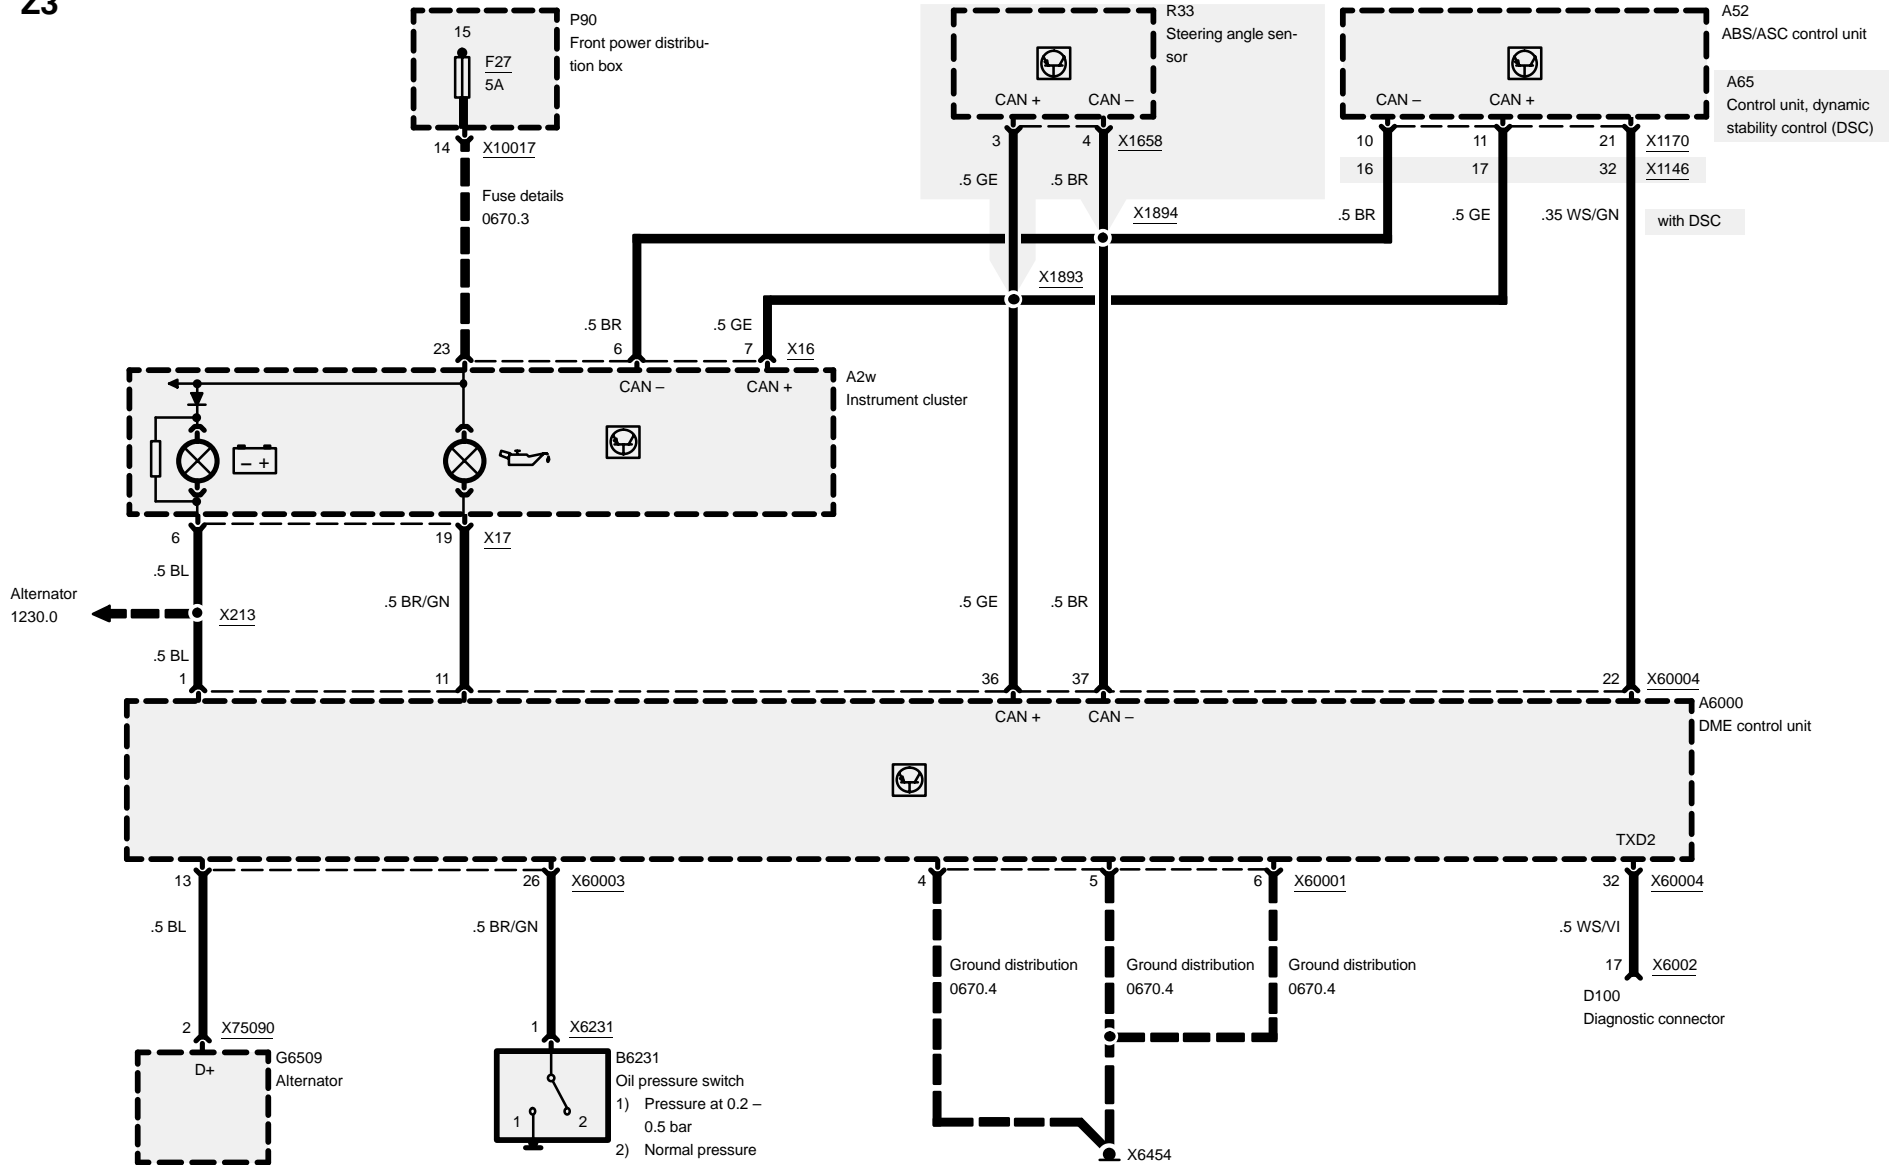 Z3
P90
Front power distribu-
tion box
15
F27
5A
14 X10017
Fuse details
0670.3
R33
Steering angle sen-
sor
CAN + CAN –
3 4 X1658
.5 GE .5 BR
A52
ABS/ASC control unit
A65
Control unit, dynamic
stability control (DSC)
CAN – CAN +
10 11 21 X1170
16 17 32 X1146
.5 BR .5 GE .35 WS/GN
with DSC
X1894
X1893
.5 BR .5 GE
23 6 7 X16
A2w
Instrument cluster
CAN – CAN +
– +
6 19 X17
.5 BL
.5 BR/GN
Alternator
1230.0
X213
.5 BL
.5 GE .5 BR
1 11 36 37 22 X60004
A6000
DME control unit
CAN + CAN –
TXD2
13 26 X60003
4 5 6 X60001
32 X60004
.5 BL .5 BR/GN
.5 WS/VI
Ground distribution
0670.4
Ground distribution
0670.4
Ground distribution
0670.4
17 X6002
D100
Diagnostic connector
2 X75090
G6509
Alternator
D+
1 X6231
B6231
Oil pressure switch
1) Pressure at 0.2 –
0.5 bar
2) Normal pressure
1 2
X6454